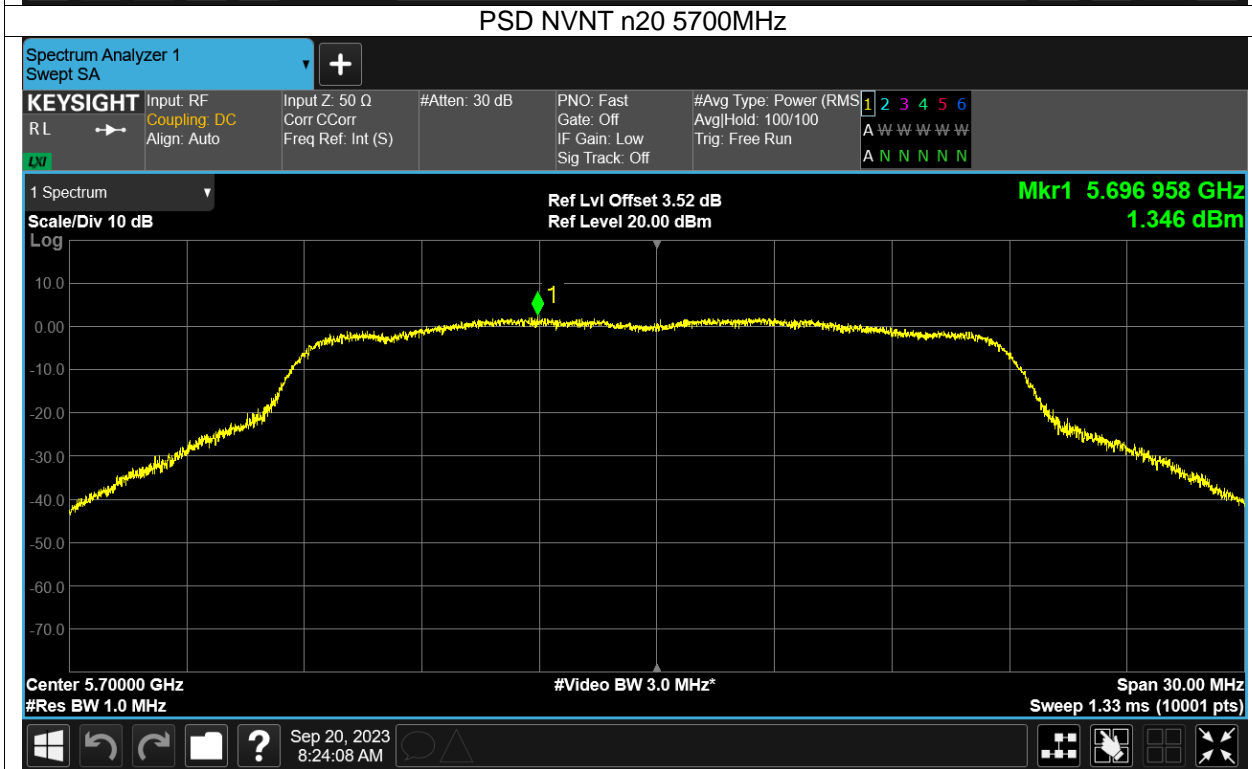 PSD NVNT n20 5700MHz
Spectrum Analyzer 1
Swept SA
KEYSIGHT
RL
LXI
Input: RF
Coupling: DC
Align: Auto
Input Z: 50 Ω
Corr CCorr
Freq Ref: Int (S)
#Atten: 30 dB
PNO: Fast
Gate: Off
IF Gain: Low
Sig Track: Off
#Avg Type: Power (RMS
Avg|Hold: 100/100
Trig: Free Run
1 2 3 4 5 6
A W W W W W
A N N N N N
1 Spectrum
Scale/Div 10 dB
Ref Lvl Offset 3.52 dB
Ref Level 20.00 dBm
Mkr1 5.696 958 GHz
1.346 dBm
Log
10.0
0.00
-10.0
-20.0
-30.0
-40.0
-50.0
-60.0
-70.0
1
Center 5.70000 GHz
#Video BW 3.0 MHz*
Span 30.00 MHz
#Res BW 1.0 MHz
Sweep 1.33 ms (10001 pts)
?
Sep 20, 2023
8:24:08 AM